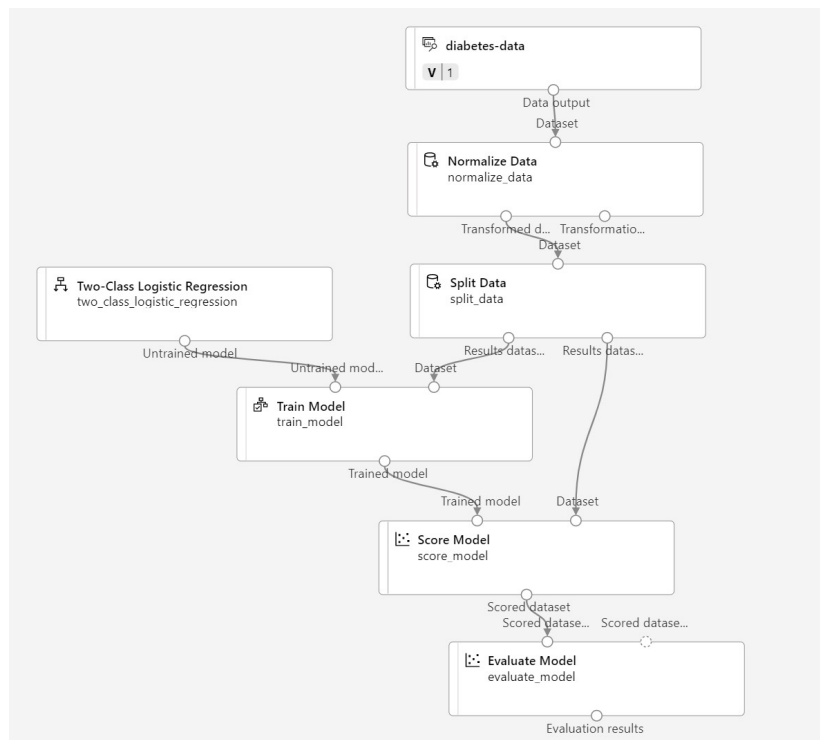 diabetes-data
V 1
Data output
Dataset
Normalize Data
normalize_data
Transformed d... Transformatio...
Dataset
Two-Class Logistic Regression
two_class_logistic_regression
Untrained model
Split Data
split_data
Results datas... Results datas...
Untrained mod... Dataset
Train Model
train_model
Trained model
Trained model Dataset
Score Model
score_model
Scored dataset
Scored datase... Scored datase...
Evaluate Model
evaluate_model
Evaluation results